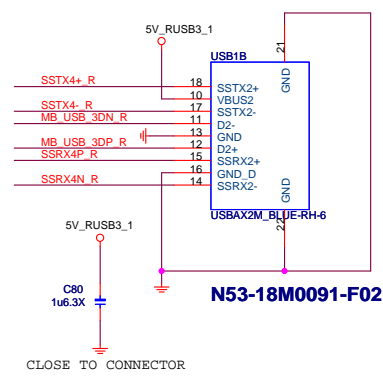 5V_RUSB3_1
USB1B
21
GND
SSTX4+_R
18
SSTX2+
10
VBUS2
SSTX4-_R
17
SSTX2-
MB_USB_3DN_R
11
D2-
13
GND
MB_USB_3DP_R
12
D2+
SSRX4P_R
15
SSRX2+
16
GND_D
SSRX4N_R
14
SSRX2-
GND
22
USBAX2M_BLUE-RH-6
5V_RUSB3_1
N53-18M0091-F02
C80
1u6.3X
CLOSE TO CONNECTOR